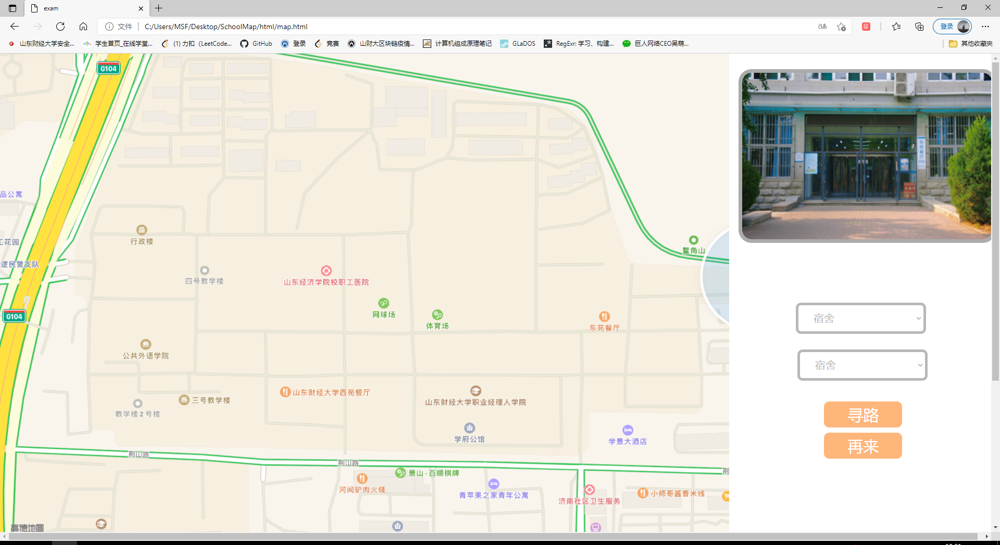 exam
文件
C:/Users/MSF/Desktop/SchoolMap/html/map.html
aあ
登录
山东财经大学安全...
学生首页_在线学堂...
(1) 力扣（LeetCode...
GitHub
登录
竞赛
山财大区块链疫情...
计算机组成原理笔记
GLaDOS
RegExr: 学习、构建...
巨人网络CEO吴萌...
其他收藏夹
G104
品公寓
行政楼
工花园
鳌角山
逻民警支队
四号教学楼
山东经济学院校职工医院
网球场
G104
体育场
东苑餐厅
宿舍
公共外语学院
宿舍
山东财经大学西苑餐厅
三号教学楼
山东财经大学职业经理人学院
教学楼2号楼
寻路
学府公馆
学景大酒店
再来
荆山路
荆山路
荆
景山·百顺棋牌
河间驴肉火烧
青苹果之家青年公寓
小师哥酱香米线
济南社区卫生服务
高德地图